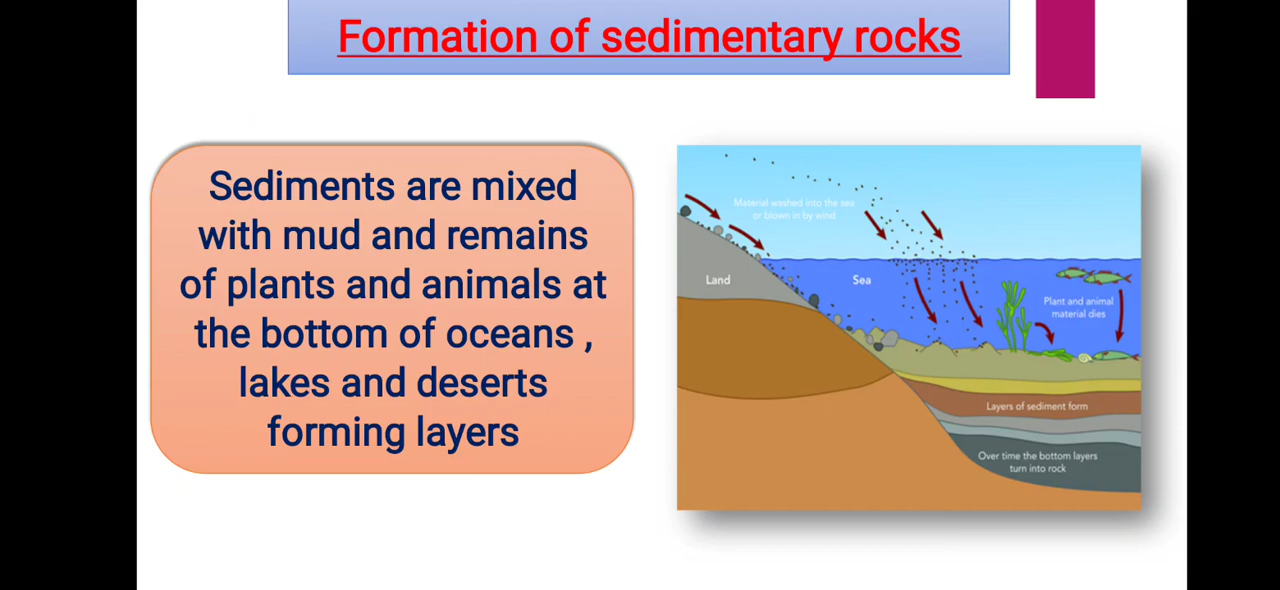 Formation of sedimentary rocks
Sediments are mixed
with mud and remains
of plants and animals at
the bottom of oceans ,
lakes and deserts
forming layers
Material washed into the sea
or blown in by wind
Land
Sea
Plant and animal
material dies
Layers of sediment form
Over time the bottom layers
turn into rock